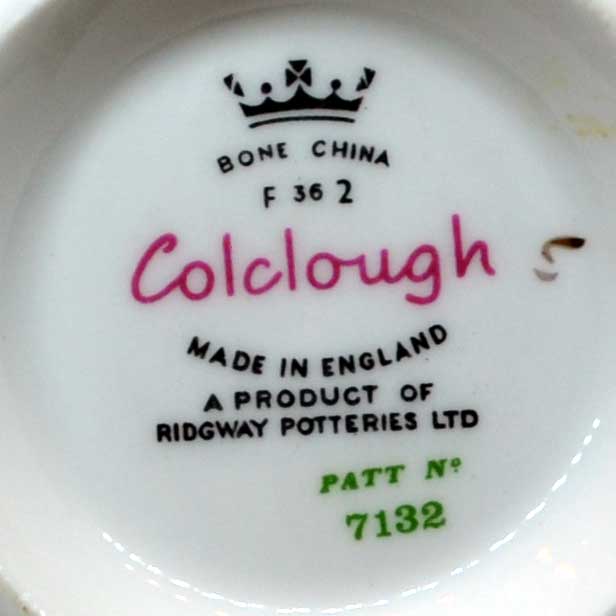 BONE CHINA
F 36 2
Colclough
MADE IN ENGLAND
A PRODUCT OF
RIDGWAY POTTERIES LTD
PATT Nº
7132